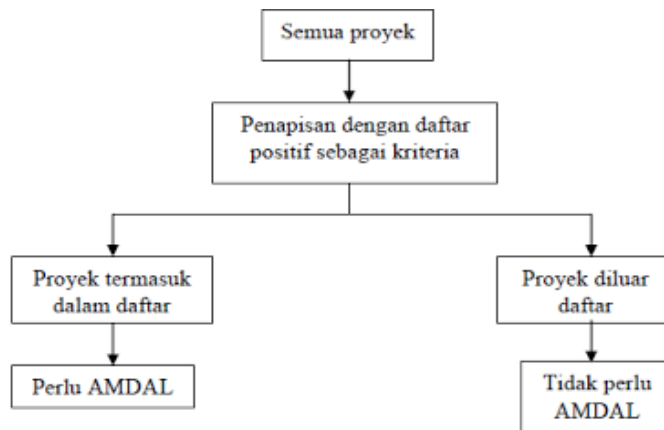 Semua proyek
Penapisan dengan daftar
positif sebagai kriteria
Proyek termasuk
dalam daftar
Proyek diluar
daftar
Perlu AMDAL
Tidak perlu
AMDAL